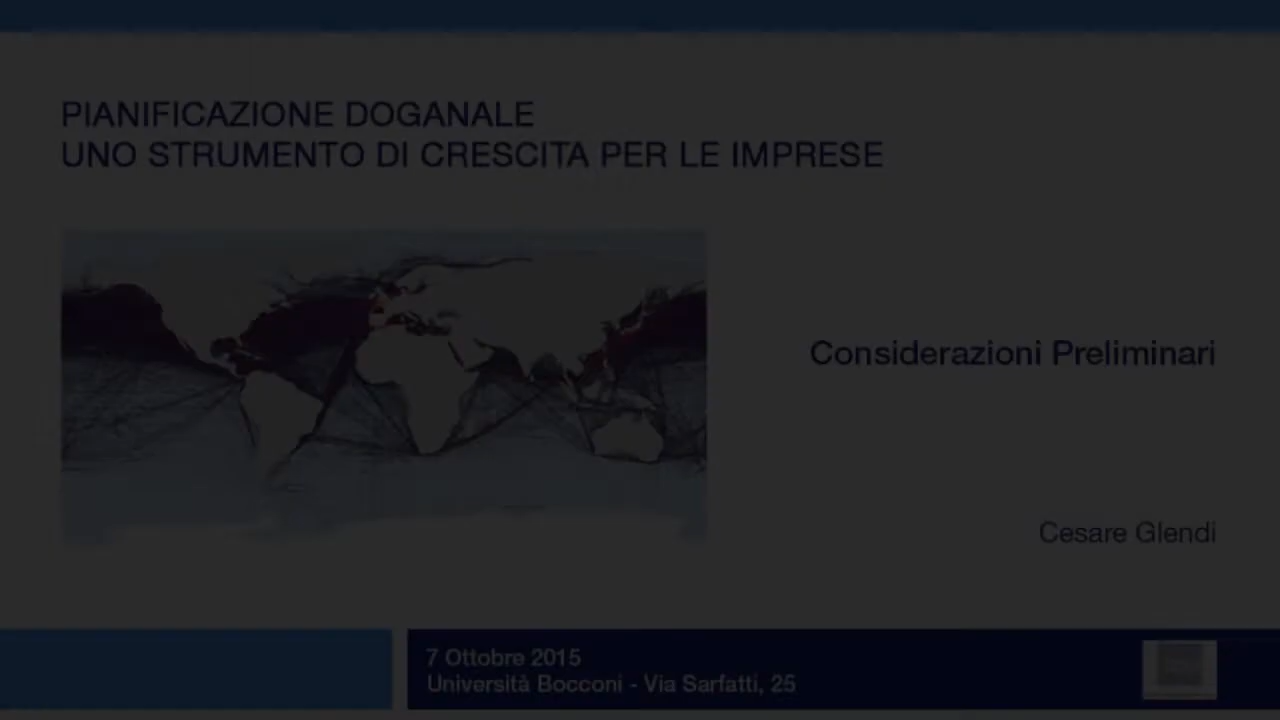 PIANIFICAZIONE DOGANALE
UNO STRUMENTO DI CRESCITA PER LE IMPRESE
Considerazioni Preliminari
Cesare Glendi
7 Ottobre 2015
Università Bocconi - Via Sarfatti, 25